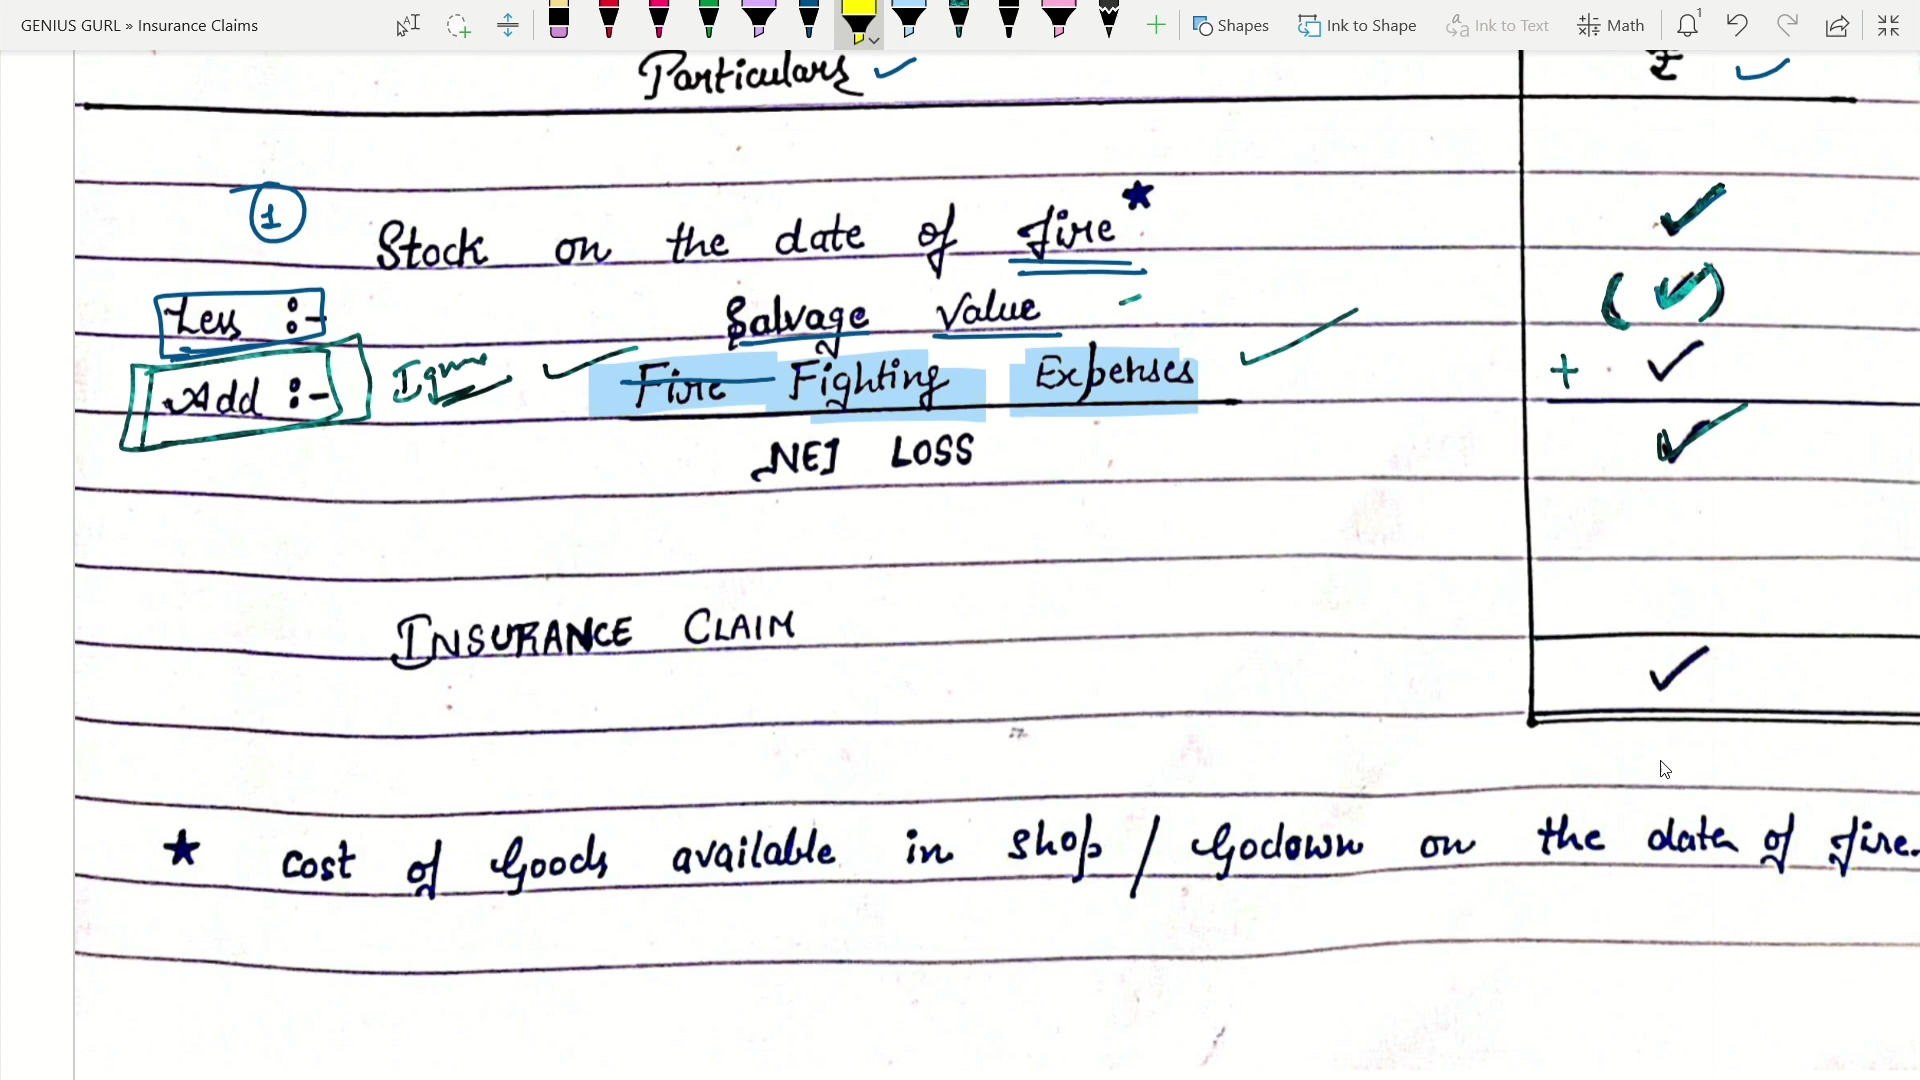 GENIUS GURL » Insurance Claims
Shapes
Ink to Shape
Ink to Text
Math
1
Particulars ✓ ₹ ✓
1 Stock on the date of fire ★ ✓
Less :- Salvage Value - (✓)
Add :- ✓ Fire Fighting Expenses ✓ + ✓
NET LOSS ✓
INSURANCE CLAIM ✓
★ Cost of Goods available in shop / Godown on the date of fire.